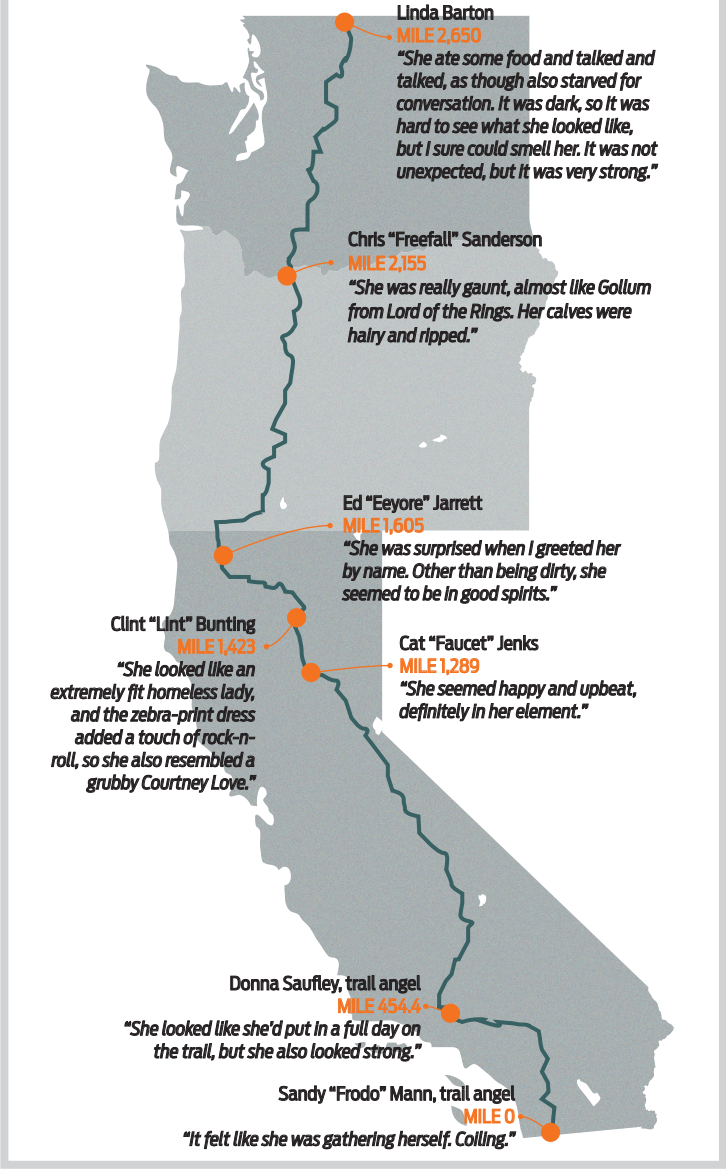 Linda Barton
MILE 2,650
“She ate some food and talked and
talked, as though also starved for
conversation. It was dark, so it was
hard to see what she looked like,
but I sure could smell her. It was not
unexpected, but it was very strong.”
Chris “Freefall” Sanderson
MILE 2,155
“She was really gaunt, almost like Gollum
from Lord of the Rings. Her calves were
hairy and ripped.”
Ed “Eeyore” Jarrett
MILE 1,605
“She was surprised when I greeted her
by name. Other than being dirty, she
seemed to be in good spirits.”
Clint “Lint” Bunting
MILE 1,423
“She looked like an
extremely fit homeless lady,
and the zebra-print dress
added a touch of rock-n-
roll, so she also resembled a
grubby Courtney Love.”
Cat “Faucet” Jenks
MILE 1,289
“She seemed happy and upbeat,
definitely in her element.”
Donna Saufley, trail angel
MILE 454.4
“She looked like she’d put in a full day on
the trail, but she also looked strong.”
Sandy “Frodo” Mann, trail angel
MILE 0
“It felt like she was gathering herself. Coiling.”